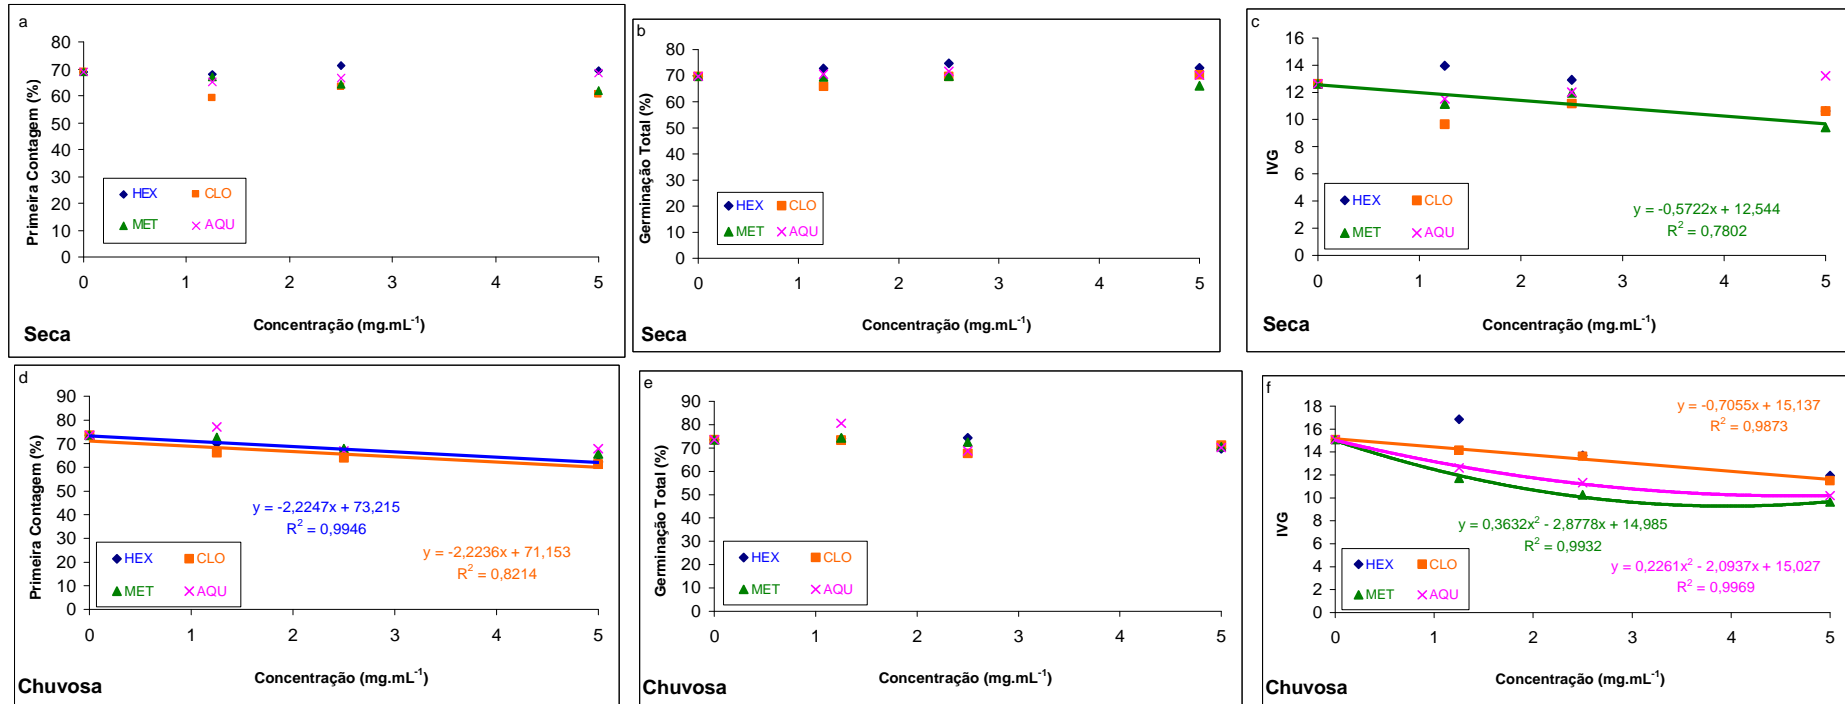 a
Primeira Contagem (%)
80
70
60
50
40
30
20
10
0
HEX CLO
MET AQU
0 1 2 3 4 5
Concentração (mg.mL-1)
Seca
b
Germinação Total (%)
80
70
60
50
40
30
20
10
0
HEX CLO
MET AQU
0 1 2 3 4 5
Concentração (mg.mL-1)
Seca
c
IVG
16
14
12
10
8
6
4
2
0
HEX CLO
MET AQU
y = -0,5722x + 12,544
R2 = 0,7802
0 1 2 3 4 5
Concentração (mg.mL-1)
Seca
d
Primeira Contagem (%)
90
80
70
60
50
40
30
20
10
0
y = -2,2247x + 73,215
R2 = 0,9946
y = -2,2236x + 71,153
R2 = 0,8214
HEX CLO
MET AQU
0 1 2 3 4 5
Concentração (mg.mL-1)
Chuvosa
e
Germinação Total (%)
90
80
70
60
50
40
30
20
10
0
HEX CLO
MET AQU
0 1 2 3 4 5
Concentração (mg.mL-1)
Chuvosa
f
IVG
18
16
14
12
10
8
6
4
2
0
y = -0,7055x + 15,137
R2 = 0,9873
y = 0,3632x2 - 2,8778x + 14,985
R2 = 0,9932
y = 0,2261x2 - 2,0937x + 15,027
R2 = 0,9969
HEX CLO
MET AQU
0 1 2 3 4 5
Concentração (mg.mL-1)
Chuvosa